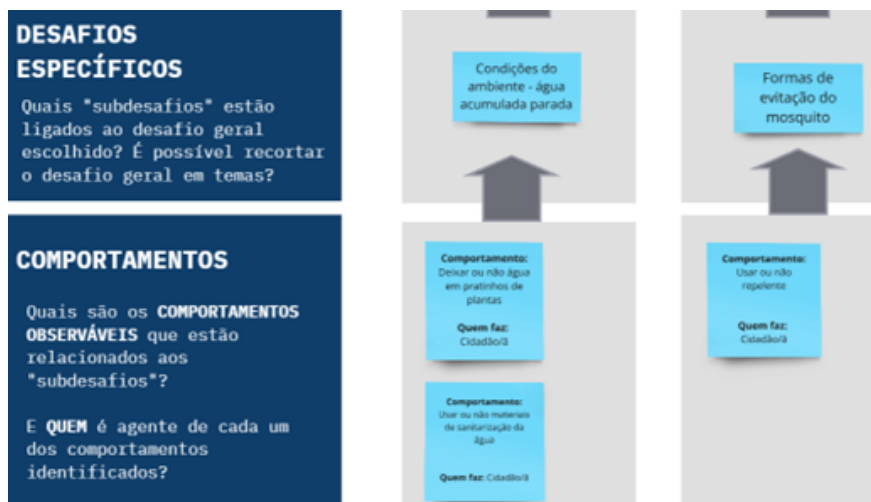 DESAFIOS
ESPECÍFICOS
Quais "subdesafios" estão
ligados ao desafio geral
escolhido? É possível recortar
o desafio geral em temas?
Condições do
ambiente - água
acumulada parada
Formas de
evitação do
mosquito
COMPORTAMENTOS
Quais são os COMPORTAMENTOS
OBSERVÁVEIS que estão
relacionados aos
"subdesafios"?
E QUEM é agente de cada um
dos comportamentos
identificados?
Comportamento:
Deixar ou não água
em pratinhos de
plantas
Quem faz:
Cidadão/ã
Comportamento:
Usar ou não materiais
de sanitarização da
água
Quem faz: Cidadão/ã
Comportamento:
Usar ou não
repelente
Quem faz:
Cidadão/ã